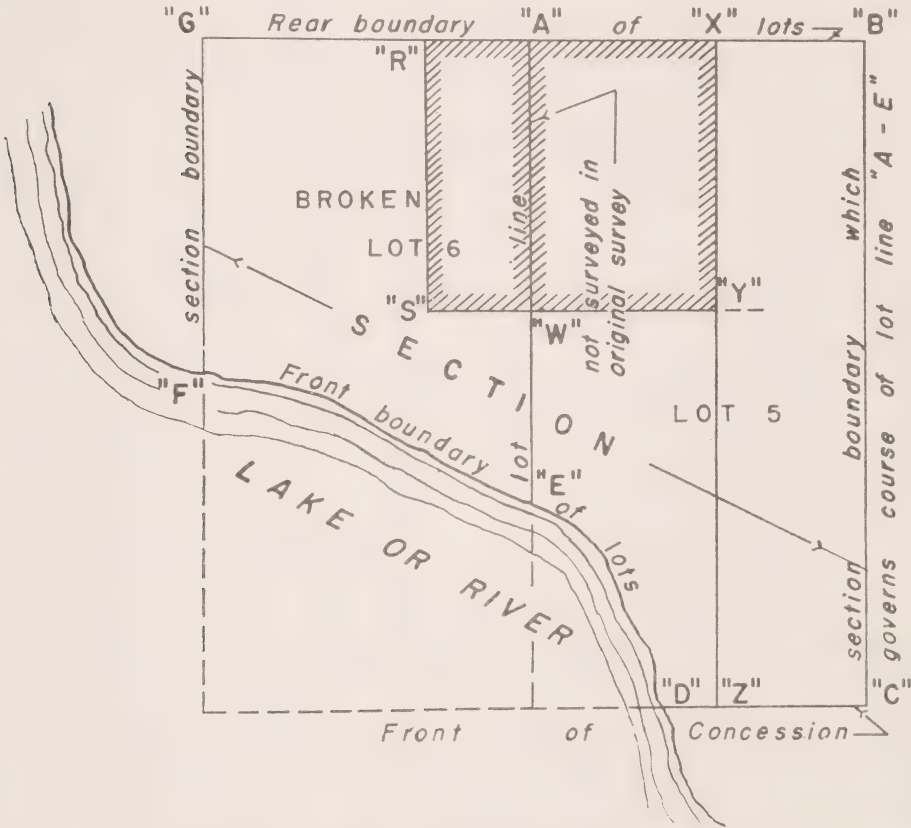 "G" Rear boundary "A" of "X" lots "B"
"R"
section boundary
BROKEN
LOT 6
line
not surveyed in
original survey
"S"
"W"
"Y"
SECTION
"F"
Front boundary of lots
LOT 5
lot
"E"
LAKE OR RIVER
section boundary which
governs course of lot line "A - E"
"D" "Z" "C"
Front of Concession